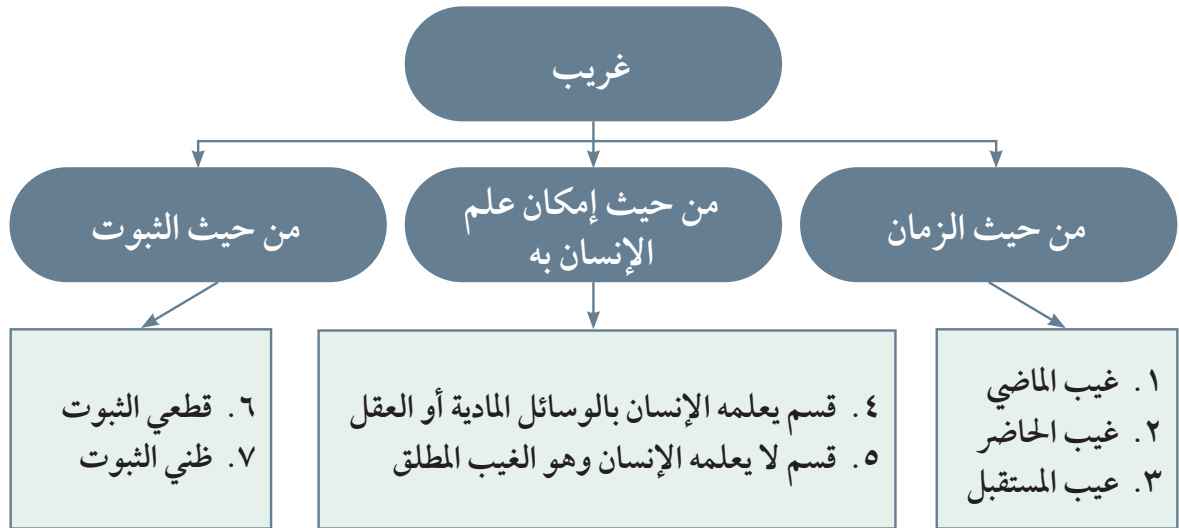 غريب
من حيث الزمان
من حيث إمكان علم
الإنسان به
من حيث الثبوت
١. غيب الماضي
٢. غيب الحاضر
٣. عيب المستقبل
٤. قسم يعلمه الإنسان بالوسائل المادية أو العقل
٥. قسم لا يعلمه الإنسان وهو الغيب المطلق
٦. قطعي الثبوت
٧. ظني الثبوت